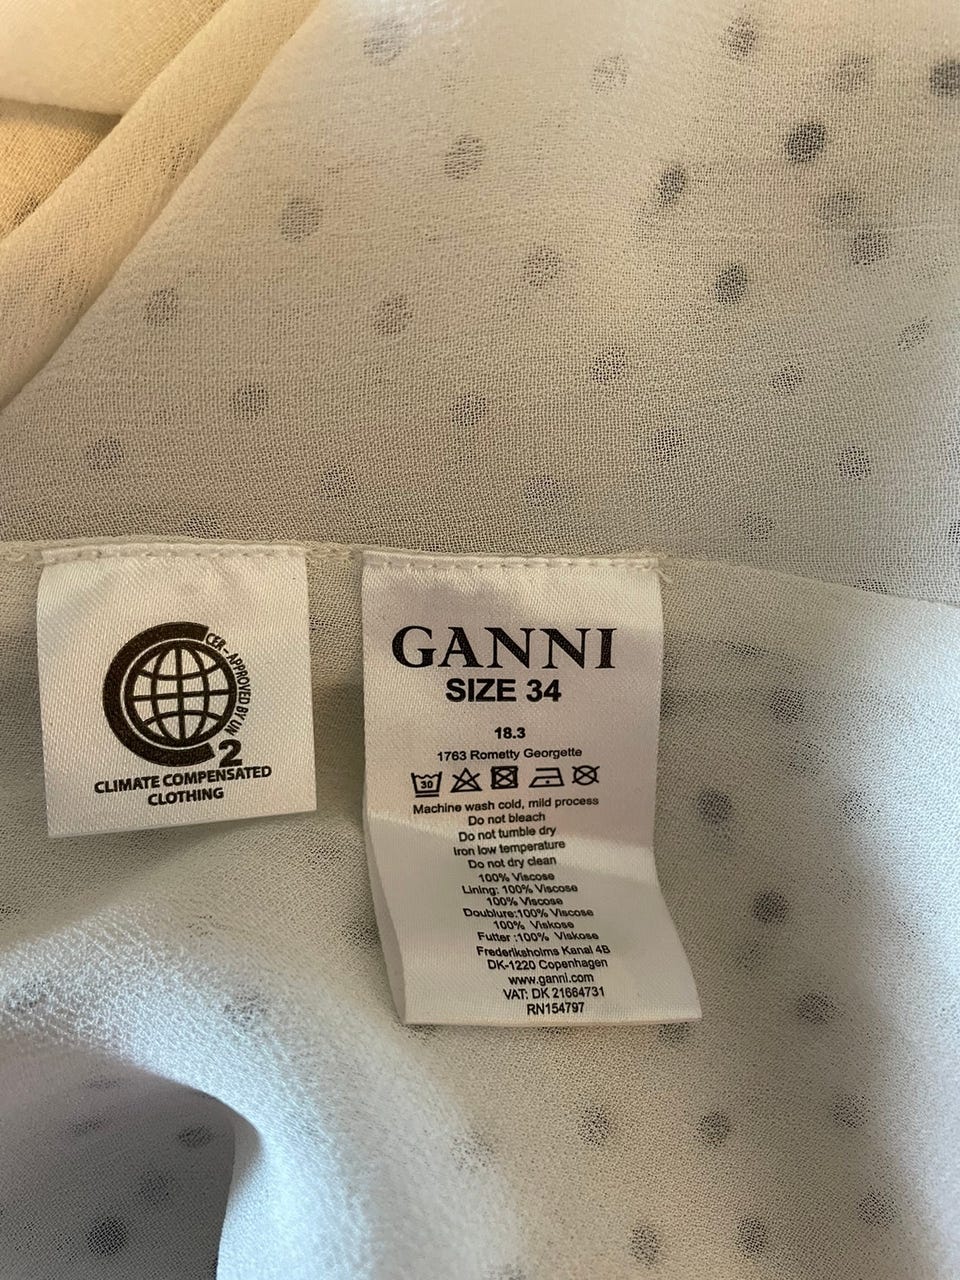 CER - APPROVED BY UN
2
CLIMATE COMPENSATED
CLOTHING
GANNI
SIZE 34
18.3
1763 Rometty Georgette
30
Machine wash cold, mild process
Do not bleach
Do not tumble dry
Iron low temperature
Do not dry clean
100% Viscose
Lining: 100% Viscose
100% Viscose
Doublure:100% Viscose
100% Viskose
Futter :100% Viskose
Frederiksholms Kanal 4B
DK-1220 Copenhagen
www.ganni.com
VAT: DK 21664731
RN154797